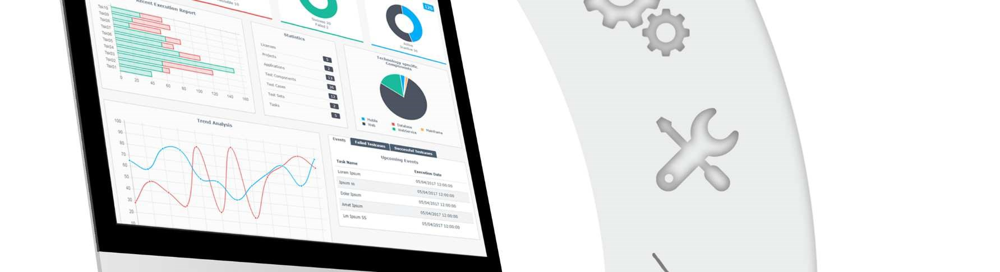 Recent Execution Report
Tsk10
Tsk09
Tsk08
Tsk07
Tsk06
Tsk05
Tsk04
Tsk03
Tsk02
Tsk01
0 20 40 60 80 100 120 140 160
10
Success 20
Failed 2
126
Active
Inactive 30
Statistics
Licenses 5
Projects 2
Applications 13
Test Components 36
Test Cases 12
Test Sets 2
Tasks 5
Technology specific
Components
Mobile Database Mainframe
Web WebService
Trend Analysis
100
90
80
70
60
50
40
30
20
10
Events Failed Testcases Successful Testcases
Upcoming Events
Task Name Execution Date
Lorem Ipsum 05/04/2017 12:00:00
Ipsum ss 05/04/2017 12:00:00
Doler Ipsum 05/04/2017 12:00:00
Amet Ipsum 05/04/2017 12:00:00
Lm Ipsum SS 05/04/2017 12:00:00